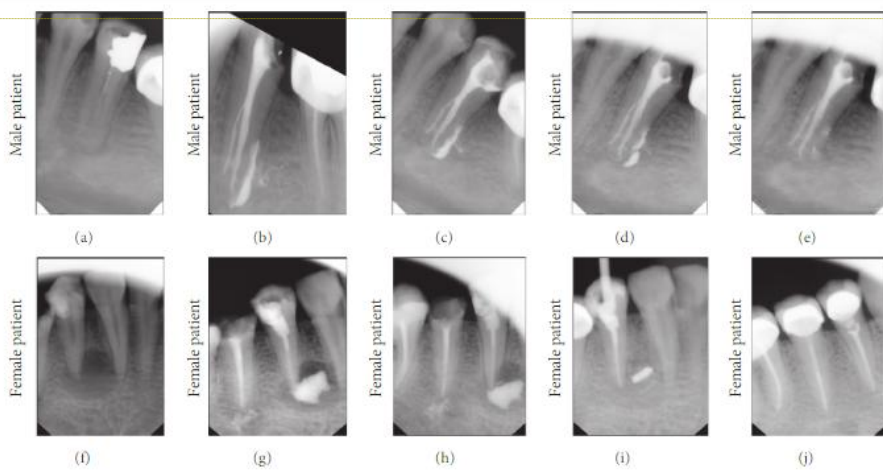 Male patient
Male patient
Male patient
Male patient
Male patient
(a)
(b)
(c)
(d)
(e)
Female patient
Female patient
Female patient
Female patient
Female patient
(f)
(g)
(h)
(i)
(j)